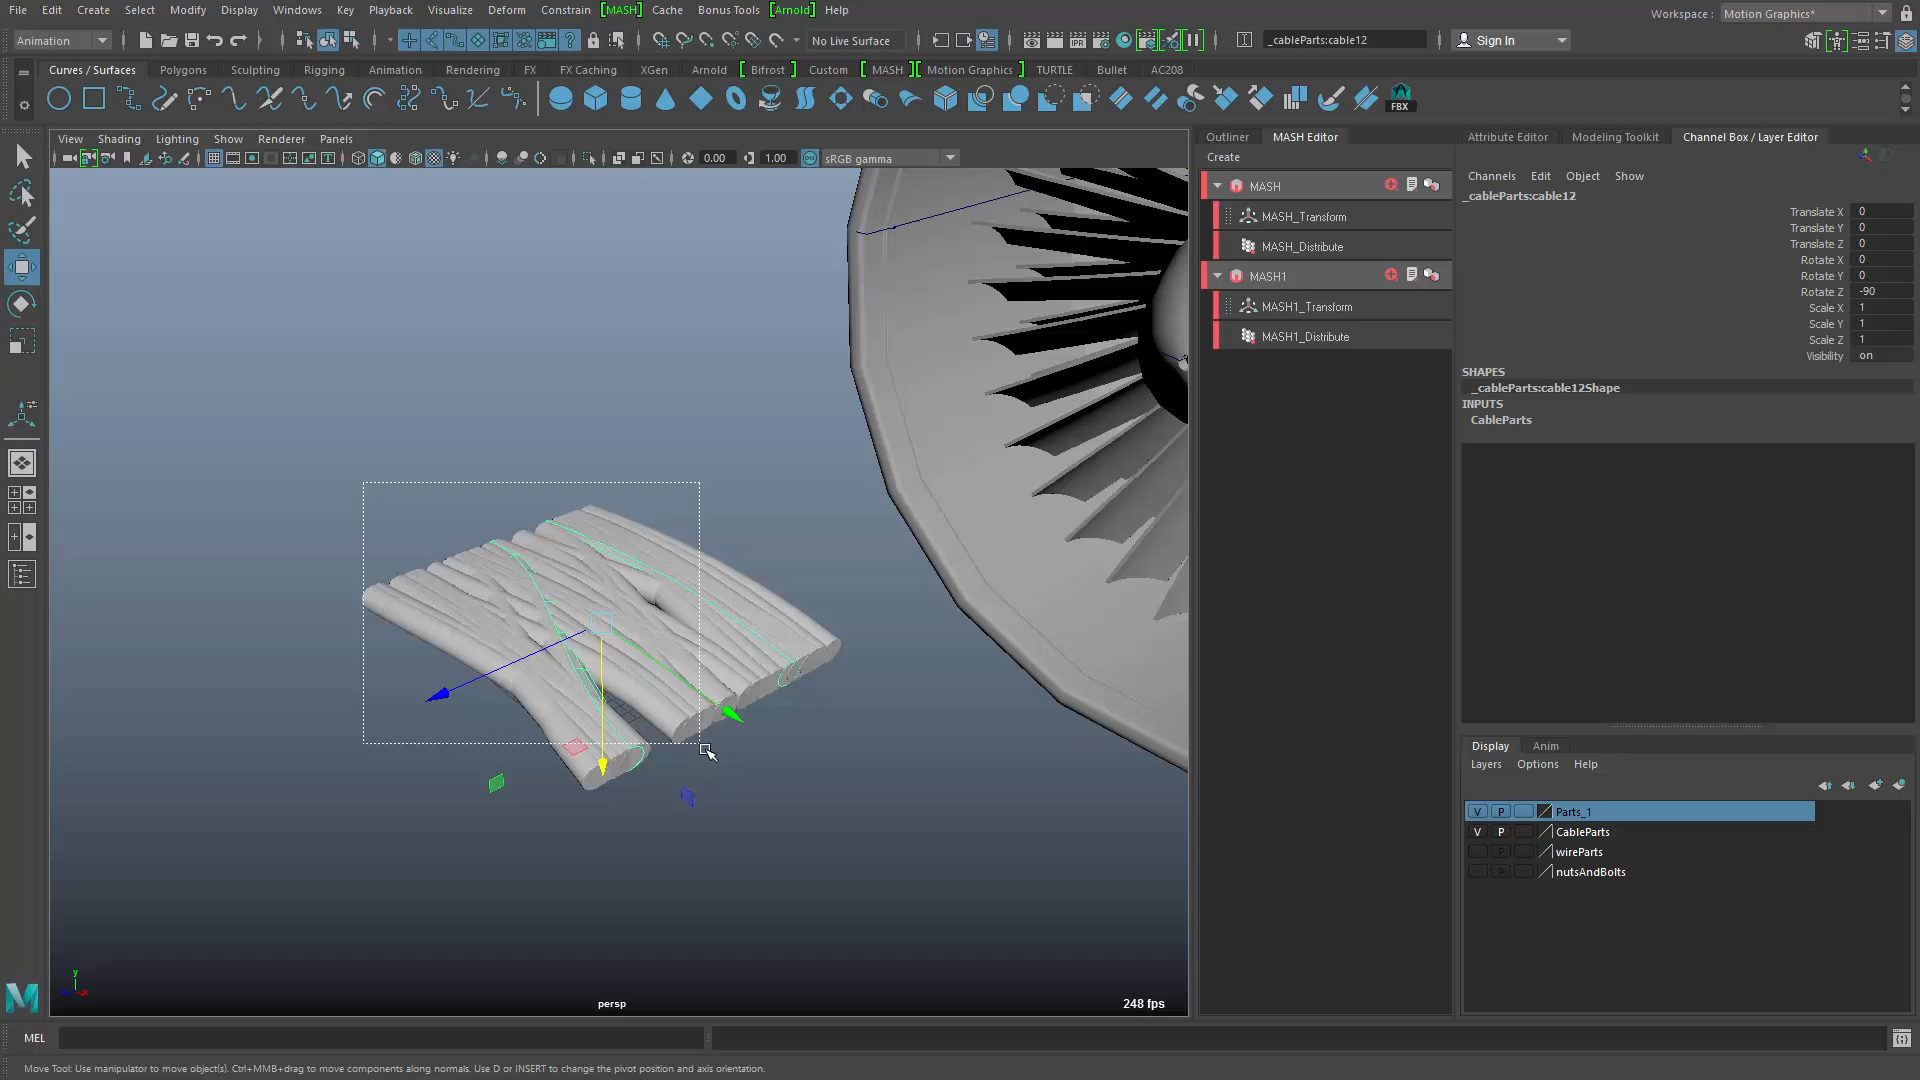 File Edit Create Select Modify Display Windows Key Playback Visualize Deform Constrain [MASH] Cache Bonus Tools [Arnold] Help
Workspace : Motion Graphics*
Animation No Live Surface _cableParts:cable12 Sign In
Curves / Surfaces Polygons Sculpting Rigging Animation Rendering FX FX Caching XGen Arnold [Bifrost] Custom [MASH] [Motion Graphics] TURTLE Bullet AC208
FBX
View Shading Lighting Show Renderer Panels
0.00 1.00 sRGB gamma
persp
248 fps
y
Outliner MASH Editor
Create
MASH
MASH_Transform
MASH_Distribute
MASH1
MASH1_Transform
MASH1_Distribute
Attribute Editor Modeling Toolkit Channel Box / Layer Editor
Channels Edit Object Show
_cableParts:cable12
Translate X 0
Translate Y 0
Translate Z 0
Rotate X 0
Rotate Y 0
Rotate Z -90
Scale X 1
Scale Y 1
Scale Z 1
Visibility on
SHAPES
_cableParts:cable12Shape
INPUTS
CableParts
Display Anim
Layers Options Help
V P Parts_1
V P CableParts
P wireParts
P nutsAndBolts
MEL
Move Tool: Use manipulator to move object(s). Ctrl+MMB+drag to move components along normals. Use D or INSERT to change the pivot position and axis orientation.